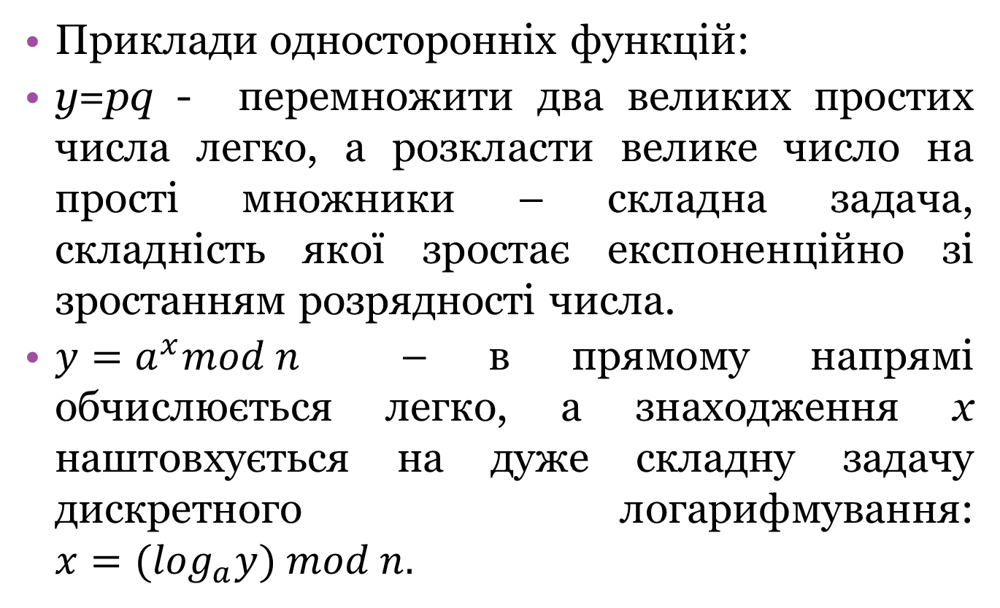 • Приклади односторонніх функцій:
• y=pq - перемножити два великих простих
числа легко, а розкласти велике число на
прості множники – складна задача,
складність якої зростає експоненційно зі
зростанням розрядності числа.
• y = aˣ mod n – в прямому напрямі
обчислюється легко, а знаходження x
наштовхується на дуже складну задачу
дискретного логарифмування:
x = (logₐy) mod n.